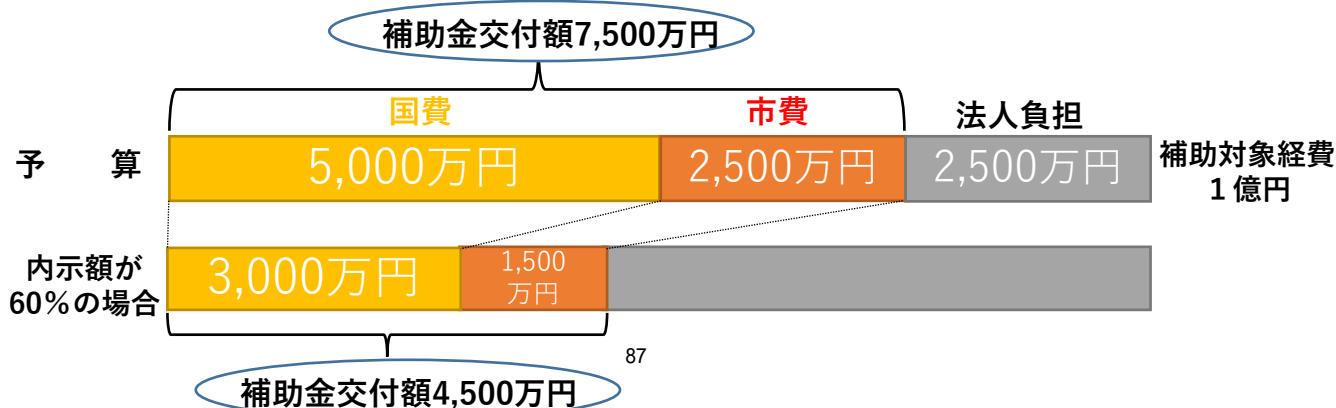 補助金交付額7,500万円
国費 市費 法人負担
予 算 5,000万円 2,500万円 2,500万円 補助対象経費
1億円
内示額が
60%の場合
3,000万円 1,500
万円
87
補助金交付額4,500万円